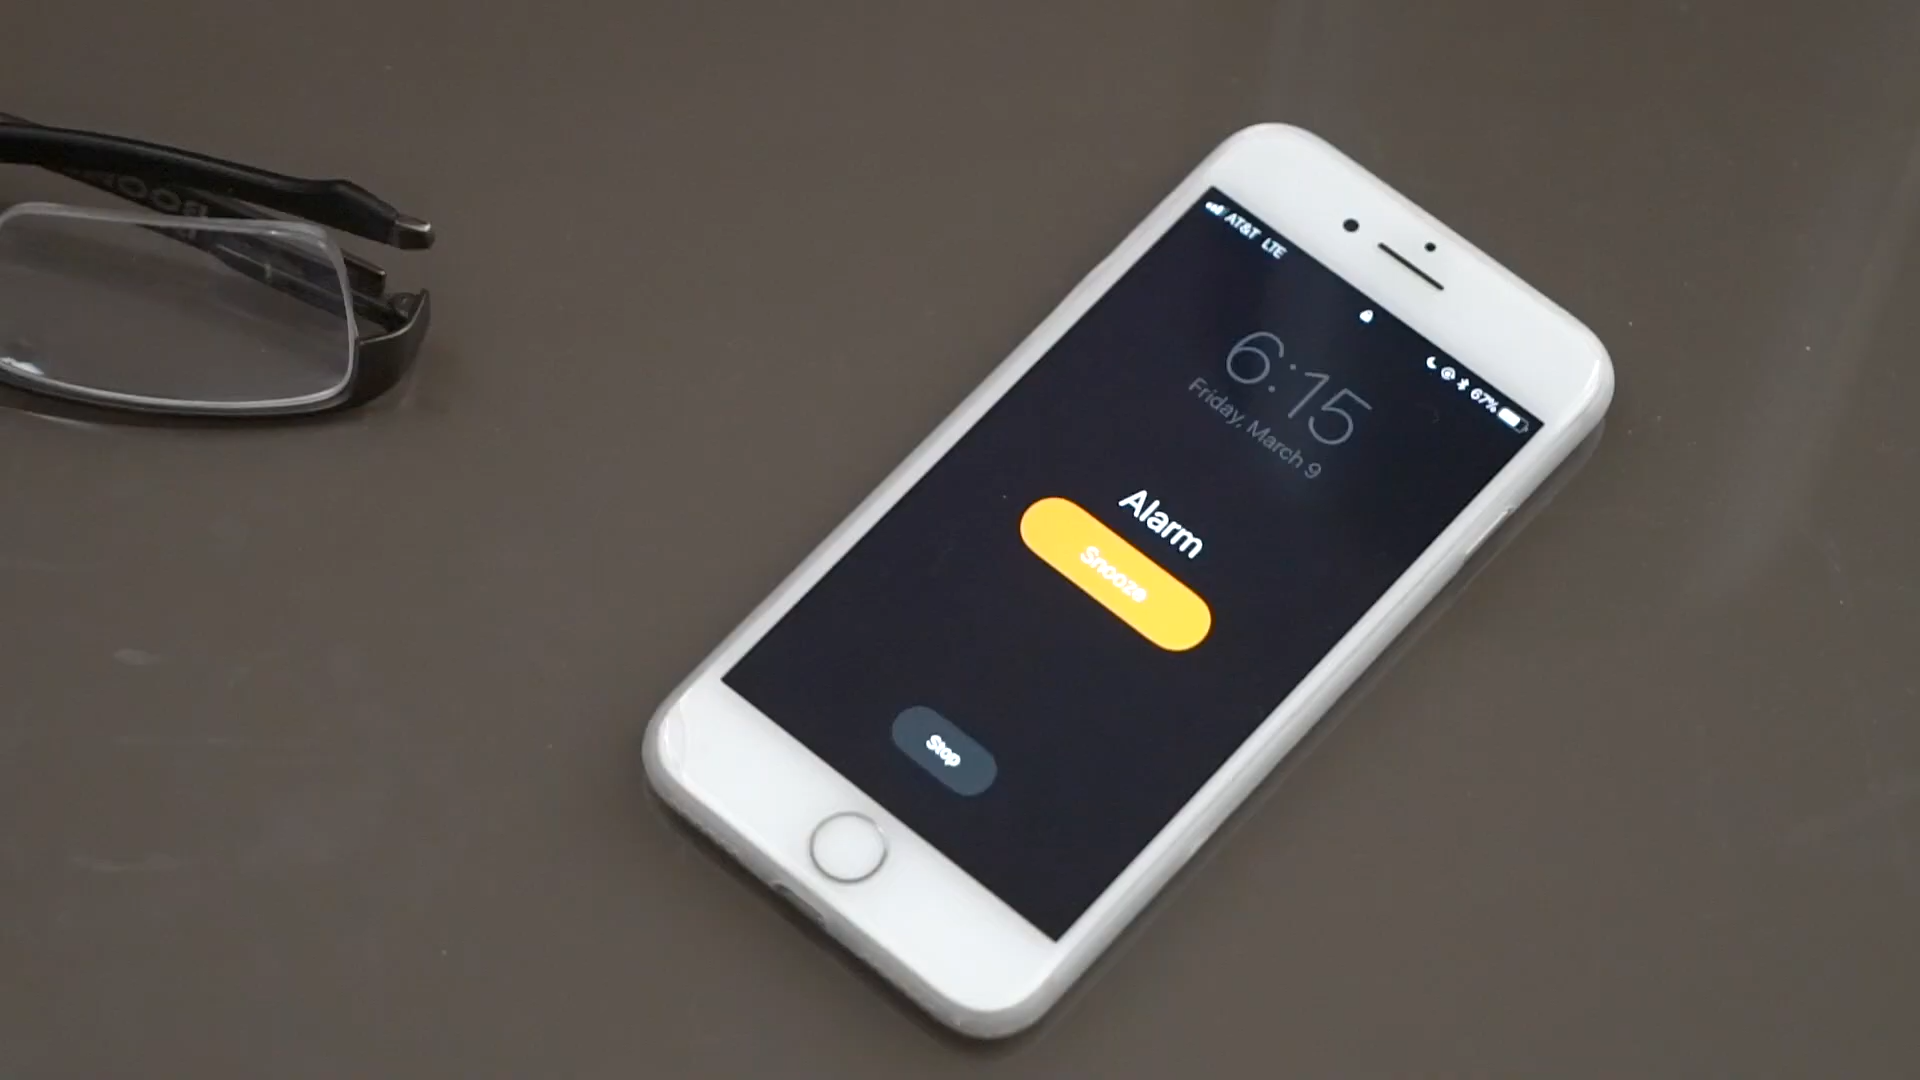 AT&T LTE
67%
6:15
Friday, March 9
Alarm
Snooze
Stop